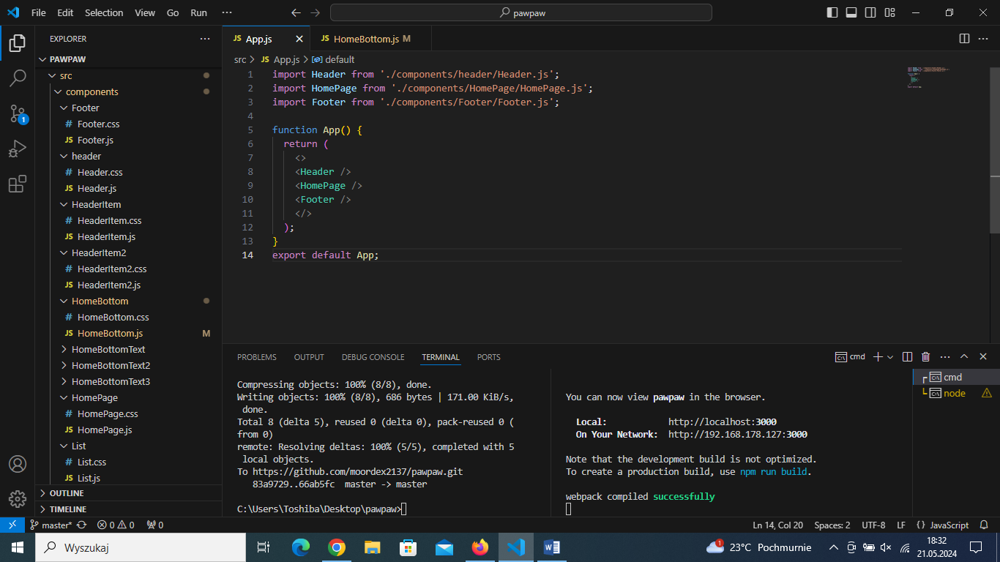 File Edit Selection View Go Run ···
pawpaw
EXPLORER ···
PAWPAW
src
components
Footer
# Footer.css
JS Footer.js
header
# Header.css
JS Header.js
HeaderItem
# HeaderItem.css
JS HeaderItem.js
HeaderItem2
# HeaderItem2.css
JS HeaderItem2.js
HomeBottom
# HomeBottom.css
JS HomeBottom.js M
HomeBottomText
HomeBottomText2
HomeBottomText3
HomePage
# HomePage.css
JS HomePage.js
List
# List.css
JS List.js
OUTLINE
TIMELINE
1
JS App.js
JS HomeBottom.js M
src > JS App.js > default
1 import Header from './components/header/Header.js';
2 import HomePage from './components/HomePage/HomePage.js';
3 import Footer from './components/Footer/Footer.js';
4
5 function App() {
6 return (
7 <>
8 <Header />
9 <HomePage />
10 <Footer />
11 </>
12 );
13 }
14 export default App;
PROBLEMS OUTPUT DEBUG CONSOLE TERMINAL PORTS
cmd
Compressing objects: 100% (8/8), done.
Writing objects: 100% (8/8), 686 bytes | 171.00 KiB/s,
done.
Total 8 (delta 5), reused 0 (delta 0), pack-reused 0 (
from 0)
remote: Resolving deltas: 100% (5/5), completed with 5
local objects.
To https://github.com/moordex2137/pawpaw.git
83a9729..66ab5fc master -> master
C:\Users\Toshiba\Desktop\pawpaw>
You can now view pawpaw in the browser.
Local: http://localhost:3000
On Your Network: http://192.168.178.127:3000
Note that the development build is not optimized.
To create a production build, use npm run build.
webpack compiled successfully
cmd
node
master* 0 0 0
Ln 14, Col 20 Spaces: 2 UTF-8 LF {} JavaScript
Wyszukaj
1
23°C Pochmurnie
18:32
21.05.2024